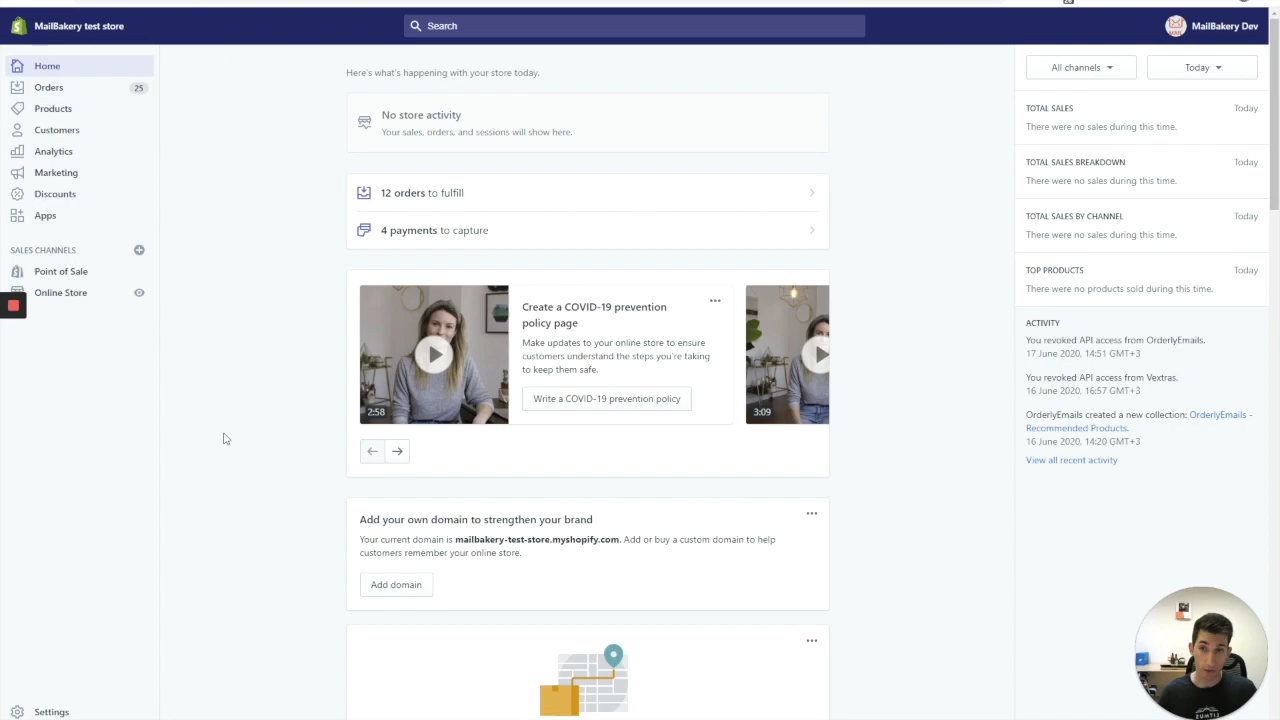 MailBakery test store
Search
MailBakery Dev
Home
Orders 25
Products
Customers
Analytics
Marketing
Discounts
Apps
SALES CHANNELS
Point of Sale
Online Store
Settings
Here's what's happening with your store today.
No store activity
Your sales, orders, and sessions will show here.
12 orders to fulfill
4 payments to capture
2:58
Create a COVID-19 prevention
policy page
Make updates to your online store to ensure
customers understand the steps you're taking
to keep them safe.
Write a COVID-19 prevention policy
3:09
Add your own domain to strengthen your brand
Your current domain is mailbakery-test-store.myshopify.com. Add or buy a custom domain to help
customers remember your online store.
Add domain
All channels
Today
TOTAL SALES Today
There were no sales during this time.
TOTAL SALES BREAKDOWN Today
There were no sales during this time.
TOTAL SALES BY CHANNEL Today
There were no sales during this time.
TOP PRODUCTS Today
There were no products sold during this time.
ACTIVITY
You revoked API access from OrderlyEmails.
17 June 2020, 14:51 GMT+3
You revoked API access from Vextras.
16 June 2020, 16:57 GMT+3
OrderlyEmails created a new collection: OrderlyEmails -
Recommended Products.
16 June 2020, 14:20 GMT+3
View all recent activity